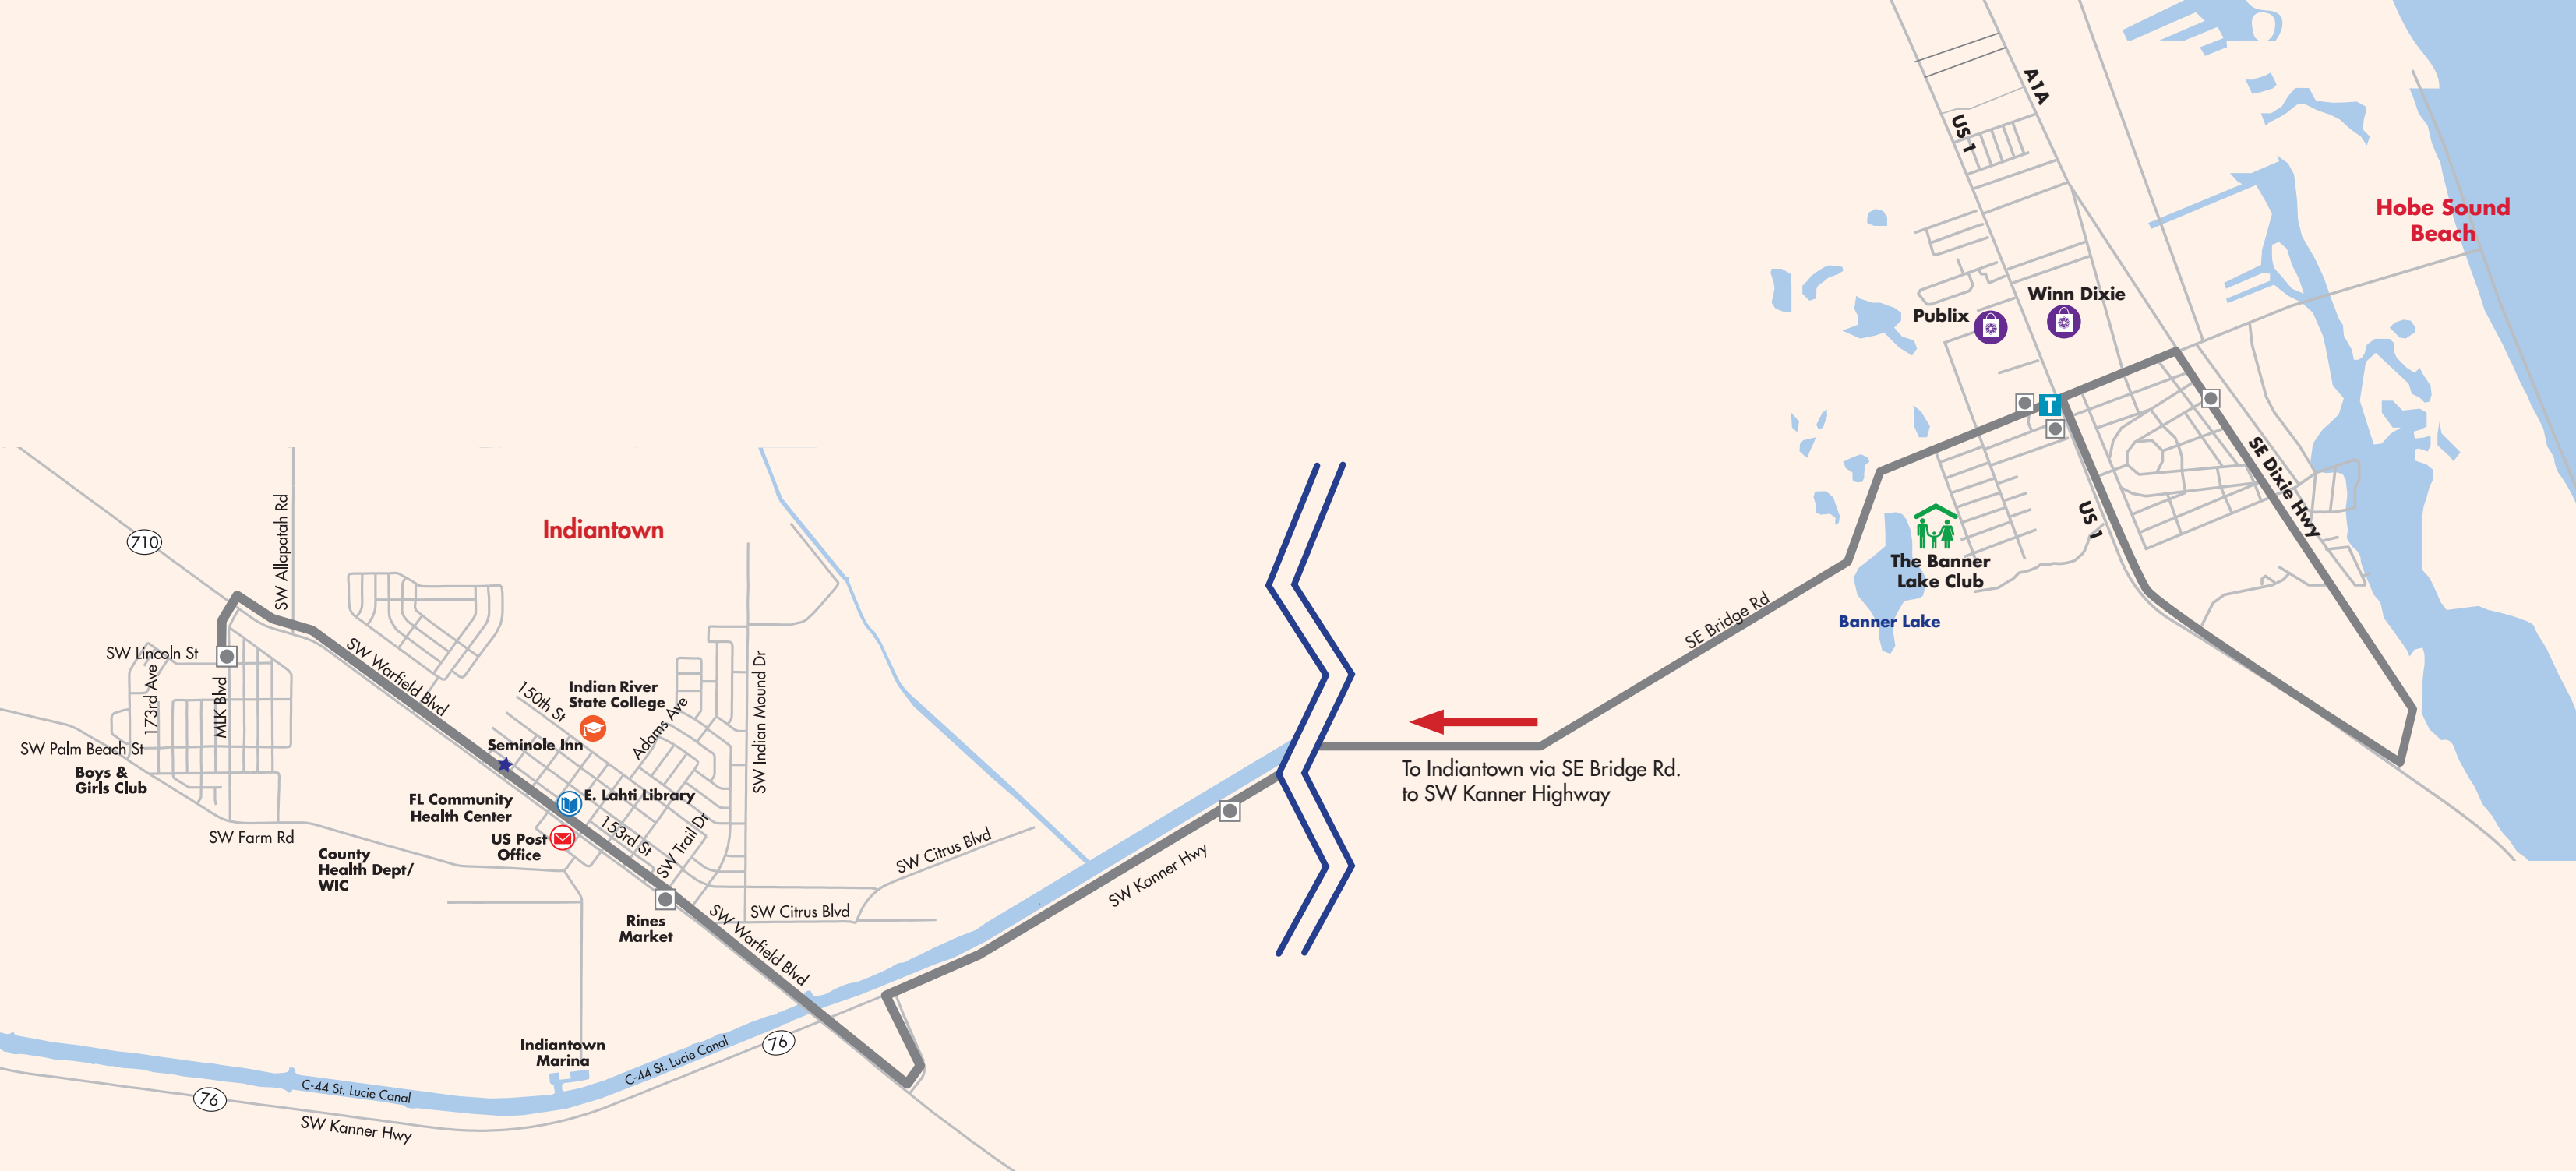 A1A
US 1
Hobe Sound
Beach
Winn Dixie
Publix
T
SE Dixie Hwy
US 1
The Banner
Lake Club
Banner Lake
SE Bridge Rd
To Indiantown via SE Bridge Rd.
to SW Kanner Highway
Indiantown
710
SW Allapatah Rd
SW Lincoln St
173rd Ave
MLK Blvd
SW Palm Beach St
Boys &
Girls Club
SW Farm Rd
SW Warfield Blvd
150th St
Indian River
State College
Adams Ave
SW Indian Mound Dr
Seminole Inn
E. Lahti Library
FL Community
Health Center
US Post
Office
153rd St
SW Trail Dr
County
Health Dept/
WIC
Rines
Market
SW Warfield Blvd
SW Citrus Blvd
SW Citrus Blvd
SW Kanner Hwy
Indiantown
Marina
76
C-44 St. Lucie Canal
C-44 St. Lucie Canal
76
SW Kanner Hwy